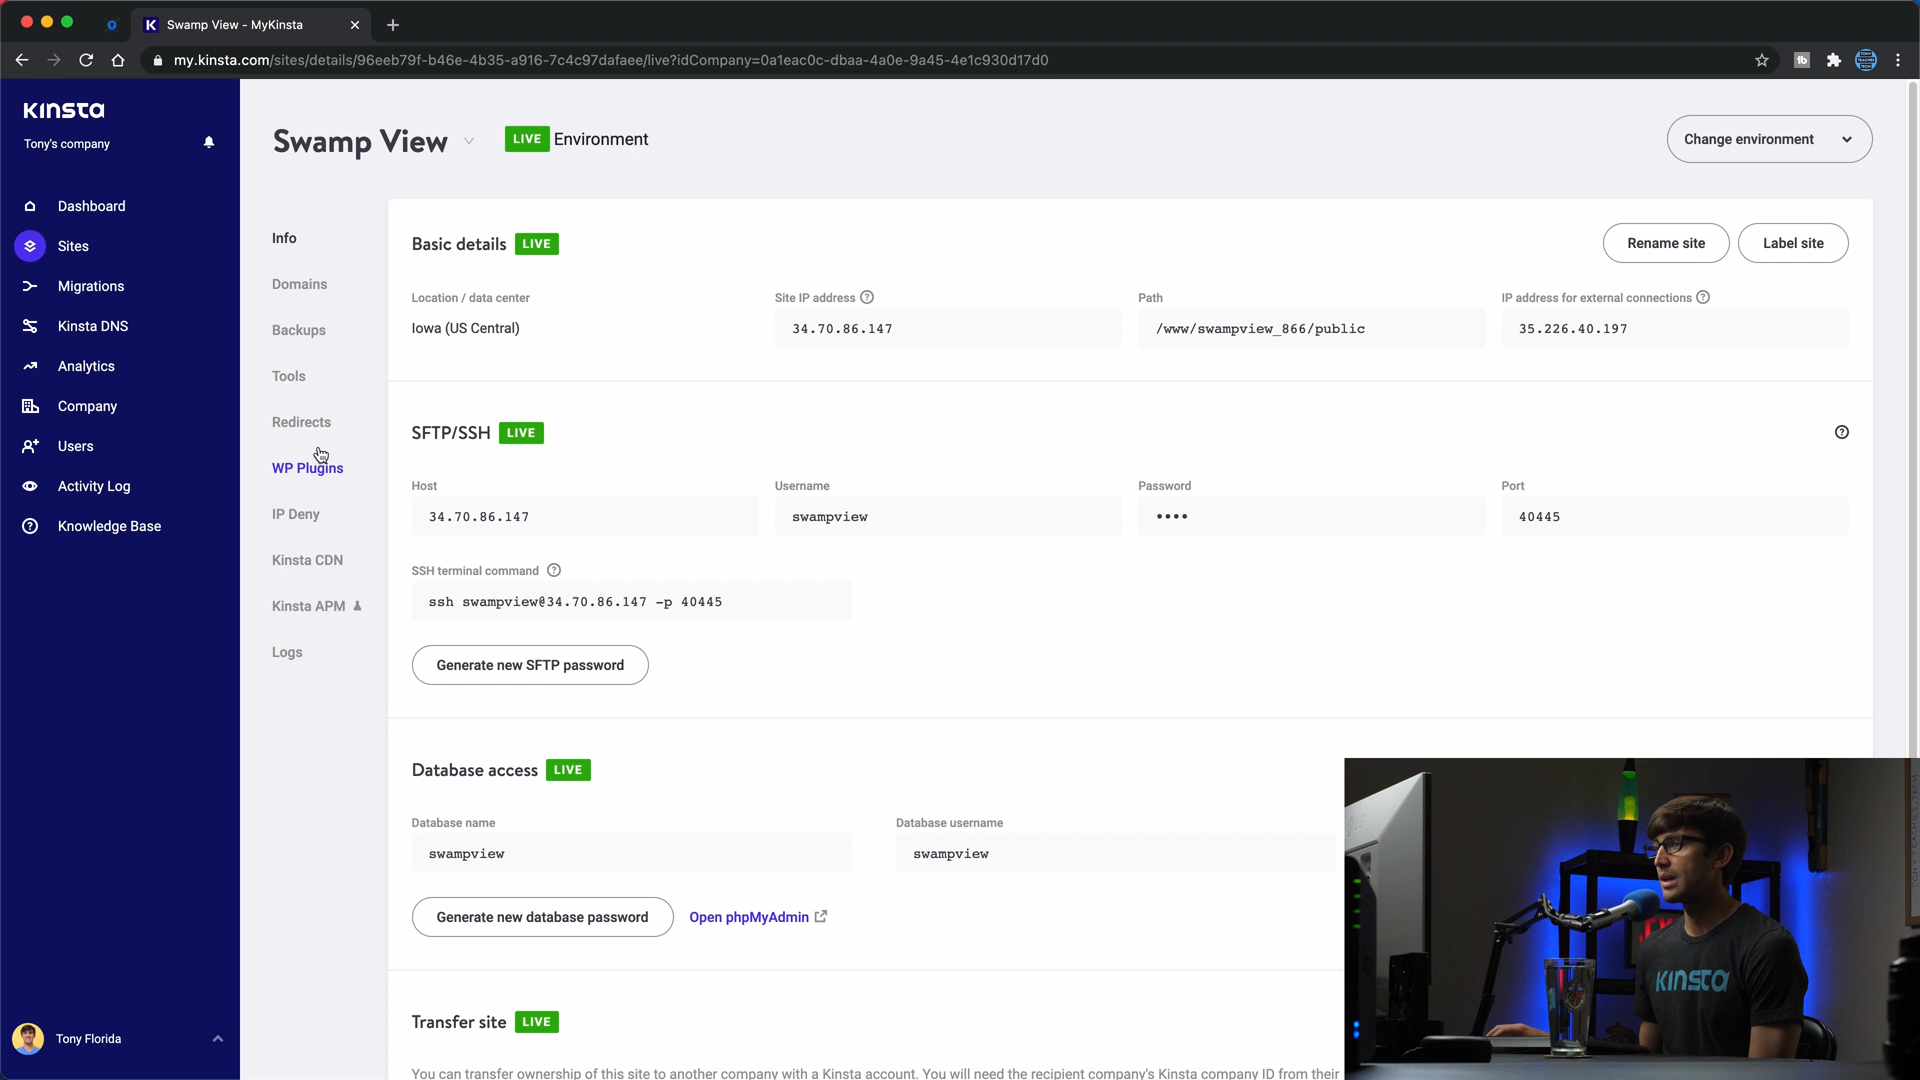 Swamp View - MyKinsta
my.kinsta.com/sites/details/96eeb79f-b46e-4b35-a916-7c4c97dafaee/live?idCompany=0a1eac0c-dbaa-4a0e-9a45-4e1c930d17d0
KINSTA
Tony's company
Dashboard
Sites
Migrations
Kinsta DNS
Analytics
Company
Users
Activity Log
Knowledge Base
Tony Florida
Swamp View
LIVE Environment
Change environment
Info
Domains
Backups
Tools
Redirects
WP Plugins
IP Deny
Kinsta CDN
Kinsta APM
Logs
Basic details LIVE
Rename site
Label site
Location / data center
Iowa (US Central)
Site IP address
34.70.86.147
Path
/www/swampview_866/public
IP address for external connections
35.226.40.197
SFTP/SSH LIVE
Host
34.70.86.147
Username
swampview
Password
••••
Port
40445
SSH terminal command
ssh swampview@34.70.86.147 -p 40445
Generate new SFTP password
Database access LIVE
Database name
swampview
Database username
swampview
Generate new database password
Open phpMyAdmin
Transfer site LIVE
You can transfer ownership of this site to another company with a Kinsta account. You will need the recipient company's Kinsta company ID from their
KINSTA